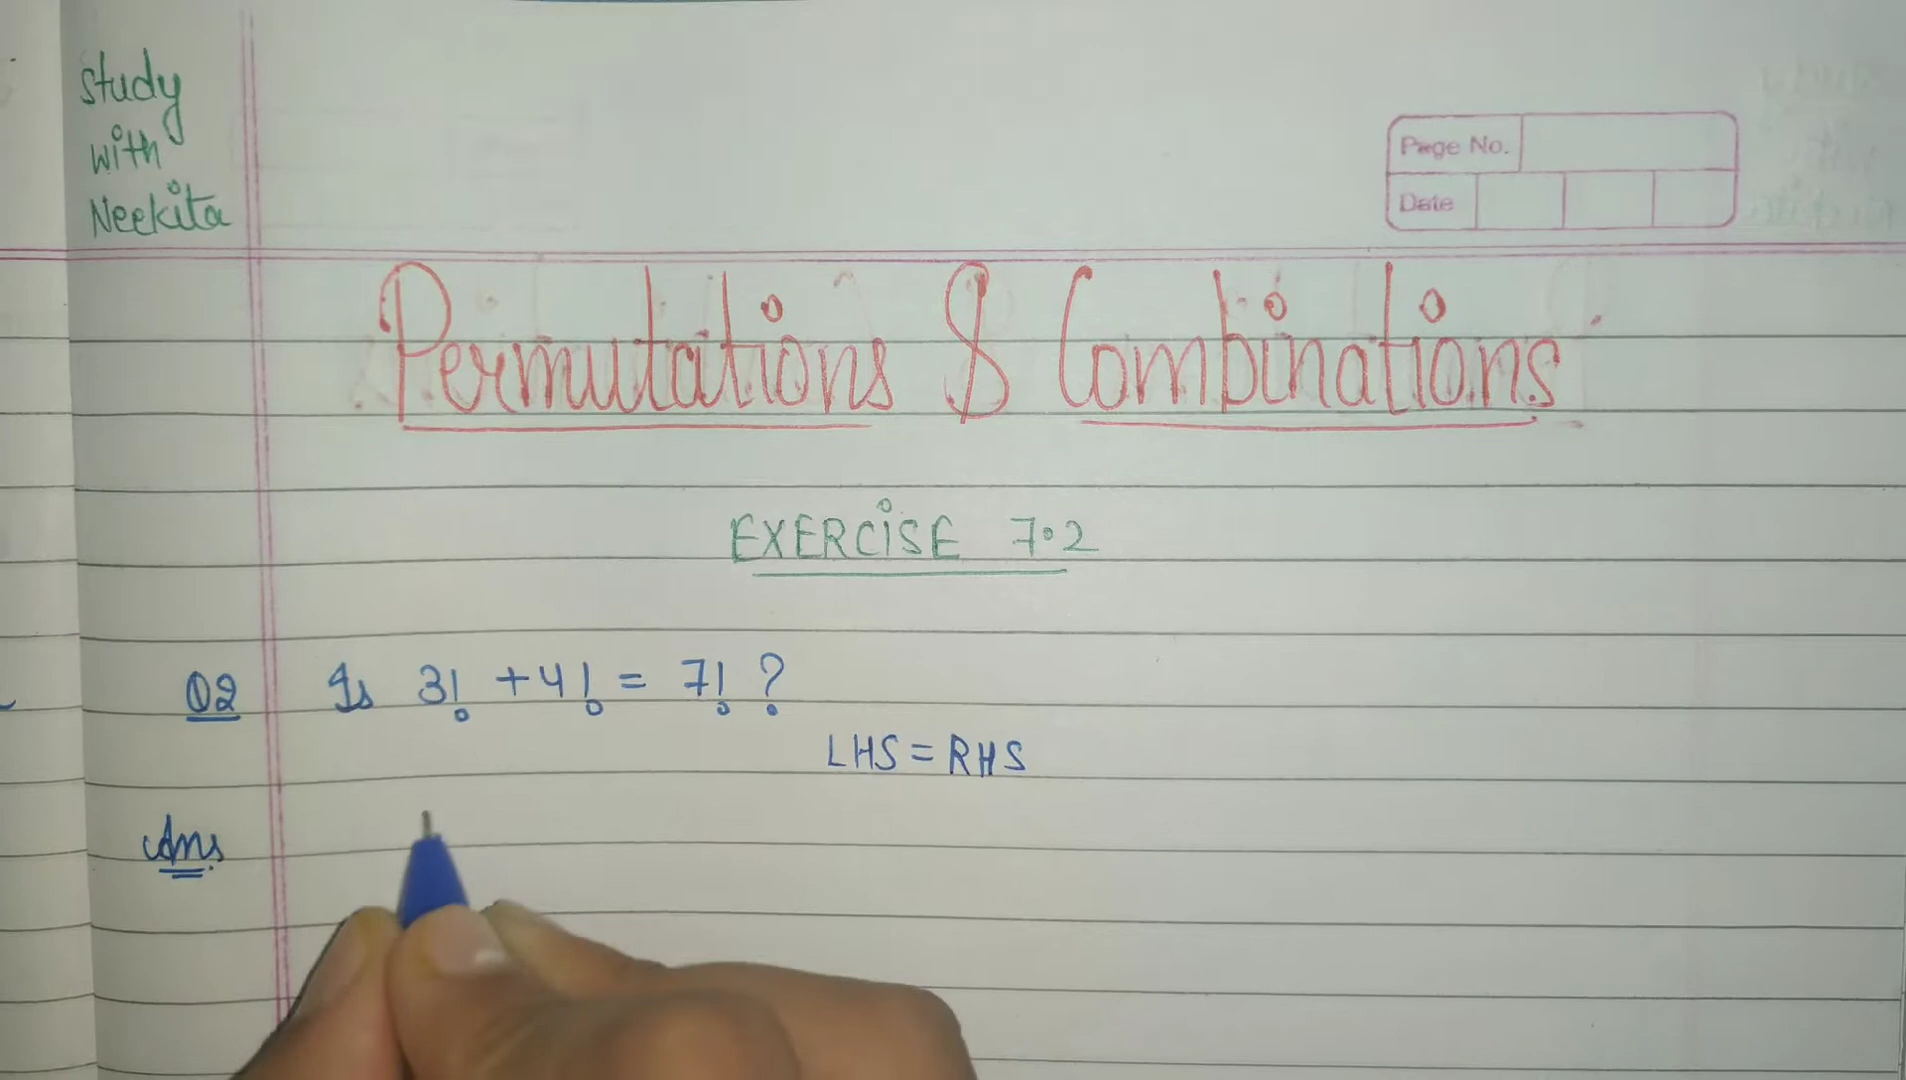 Study
with
Neekita
Page No.
Date
Permutations & Combinations
EXERCISE 7.2
Q2 Is 3! + 4! = 7! ?
LHS = RHS
Ans